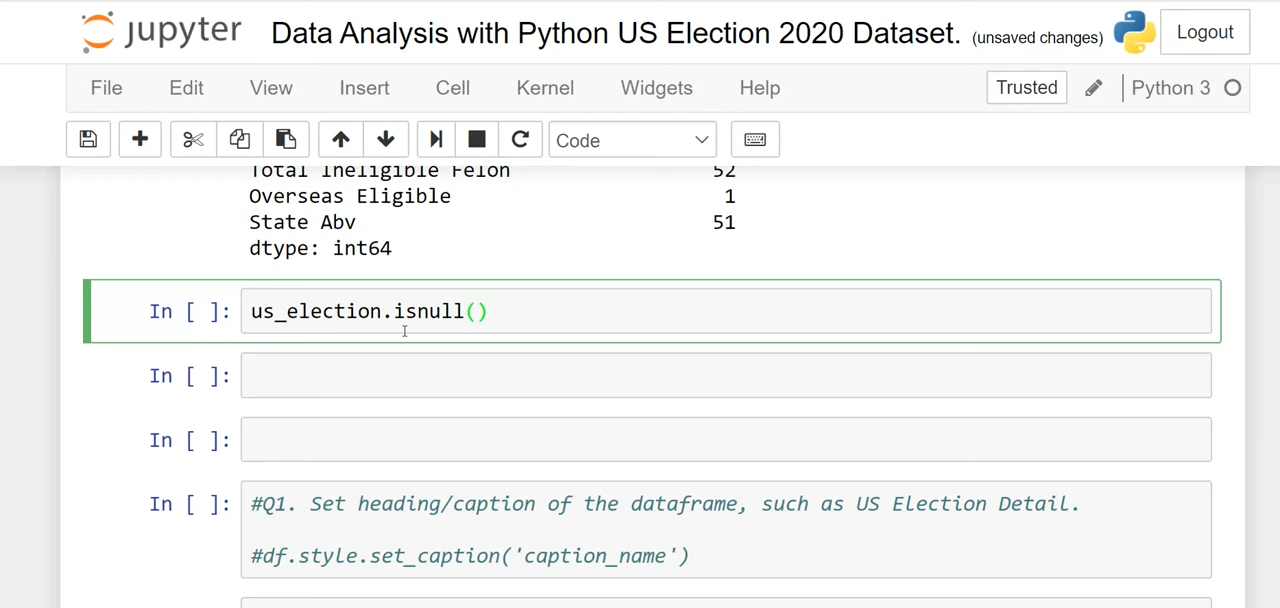 jupyter Data Analysis with Python US Election 2020 Dataset. (unsaved changes) Logout
File Edit View Insert Cell Kernel Widgets Help Trusted Python 3
Code
Total Ineligible Felon 52
Overseas Eligible 1
State Abv 51
dtype: int64
In [ ]: us_election.isnull()
In [ ]:
In [ ]:
In [ ]: #Q1. Set heading/caption of the dataframe, such as US Election Detail.
#df.style.set_caption('caption_name')